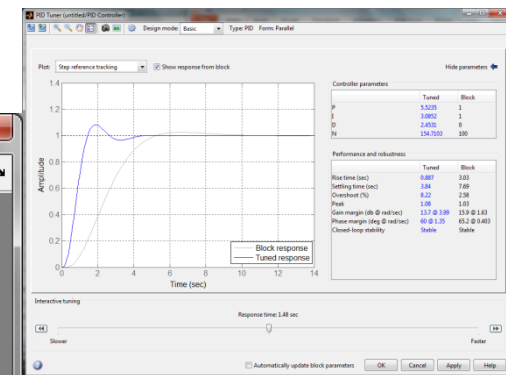 PID Tuner (untitled/PID Controller)
Design mode: Basic Type: PID Form: Parallel
Plot: Step reference tracking Show response from block Hide parameters
Controller parameters
Tuned Block
P 5.5235 1
I 3.0852 1
D 2.4531 0
N 154.7103 100
Performance and robustness
Tuned Block
Rise time (sec) 0.887 3.03
Settling time (sec) 3.84 7.69
Overshoot (%) 8.22 2.58
Peak 1.08 1.03
Gain margin (db @ rad/sec) 13.7 @ 3.99 15.9 @ 1.63
Phase margin (deg @ rad/sec) 60 @ 1.35 65.2 @ 0.403
Closed-loop stability Stable Stable
1.4
1.2
1
0.8
0.6
0.4
0.2
0
Amplitude
0 2 4 6 8 10 12 14
Time (sec)
Block response
Tuned response
Interactive tuning
Response time: 1.48 sec
Slower Faster
Automatically update block parameters OK Cancel Apply Help